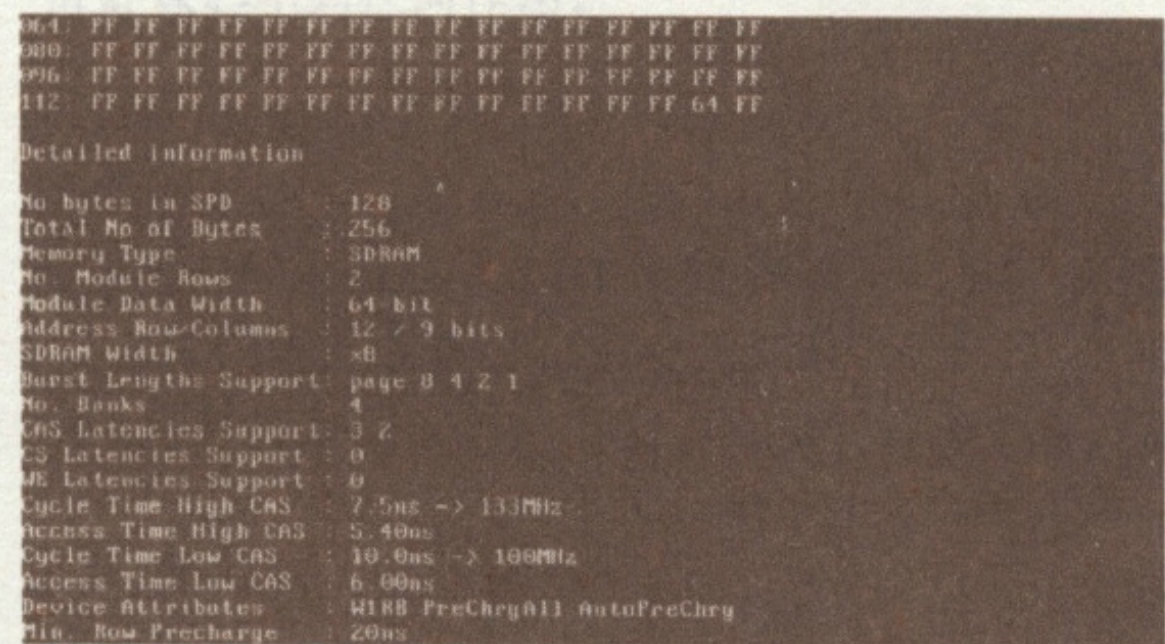 064: FF FF FF FF FF FF FF FF FF FF FF FF FF FF FF FF
080: FF FF FF FF FF FF FF FF FF FF FF FF FF FF FF FF
096: FF FF FF FF FF FF FF FF FF FF FF FF FF FF FF FF
112: FF FF FF FF FF FF FF FF FF FF FF FF FF FF 64 FF
Detailed information
No bytes in SPD : 128
Total No of Bytes : 256
Memory Type : SDRAM
No. Module Rows : 2
Module Data Width : 64 bit
Address Row/Columns : 12 / 9 bits
SDRAM Width : x8
Burst Lengths Support: page 8 4 2 1
No. Banks : 4
CAS Latencies Support: 3 2
CS Latencies Support : 0
WE Latencies Support : 0
Cycle Time High CAS : 7.5ns -> 133MHz
Access Time High CAS : 5.40ns
Cycle Time Low CAS : 10.0ns -> 100MHz
Access Time Low CAS : 6.00ns
Device Attributes : W1RB PreChrgAll AutoPreChrg
Min. Row Precharge : 20ns